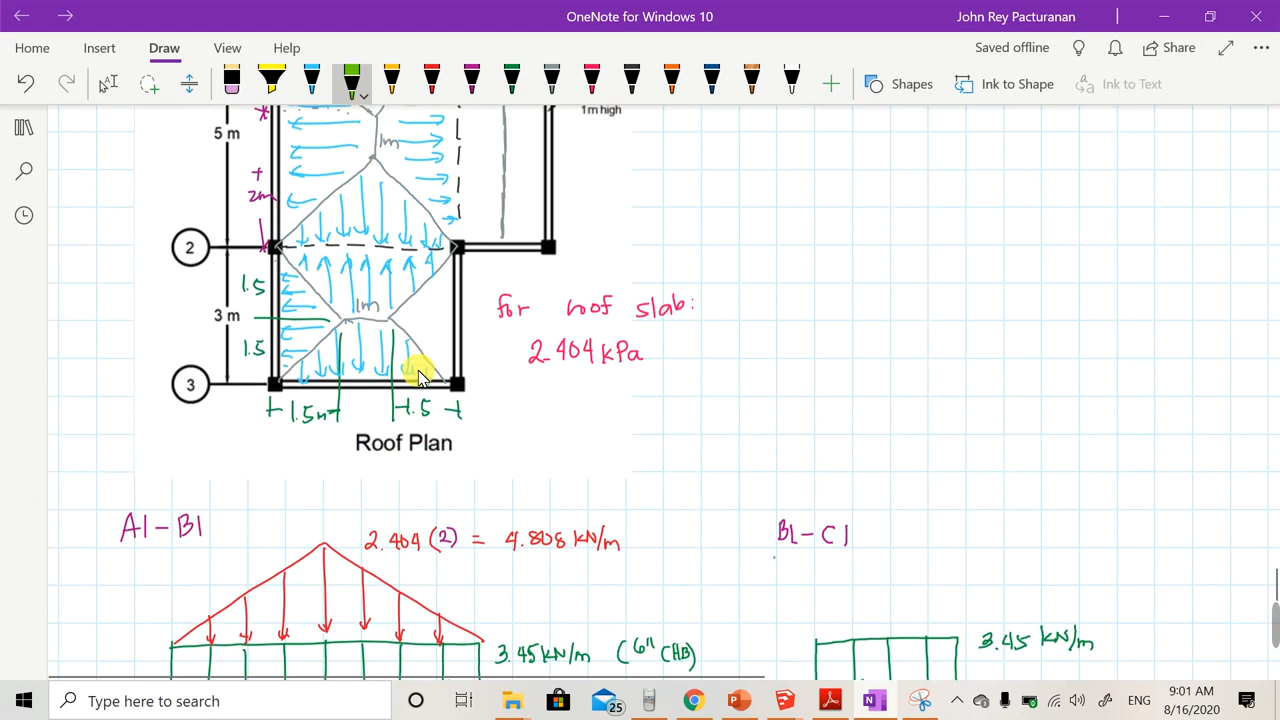 OneNote for Windows 10
John Rey Pacturanan
Home
Insert
Draw
View
Help
Saved offline
Share
Shapes
Ink to Shape
Ink to Text
1m high
5 m
1m
+
2m
2
1.5
1m
3 m
for roof slab:
1.5
2.404 kPa
3
1.5m
1.5
Roof Plan
A1 - B1
2.404 (2) = 4.808 kN/m
B1 - C1
3.45 kN/m (6" CHB)
3.45 kN/m
Type here to search
25
9:01 AM
8/16/2020